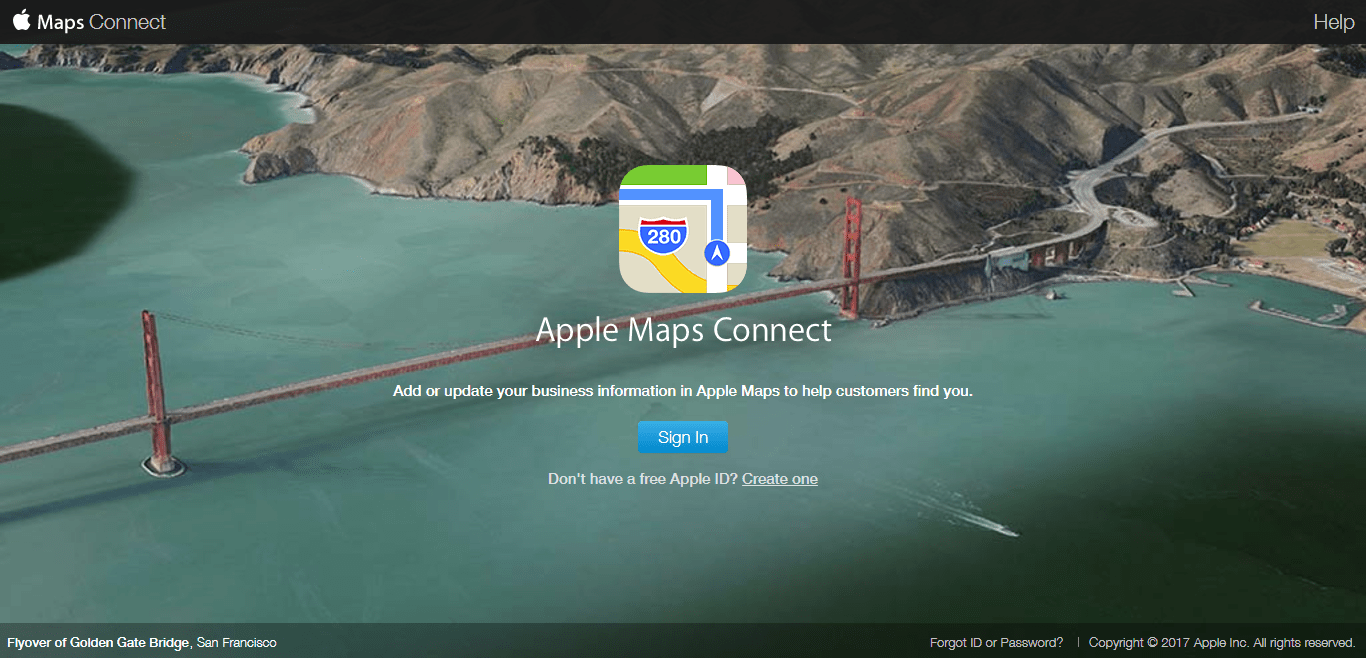 Maps Connect
Help
280
Apple Maps Connect
Add or update your business information in Apple Maps to help customers find you.
Sign In
Don't have a free Apple ID? Create one
Flyover of Golden Gate Bridge, San Francisco
Forgot ID or Password? | Copyright © 2017 Apple Inc. All rights reserved.